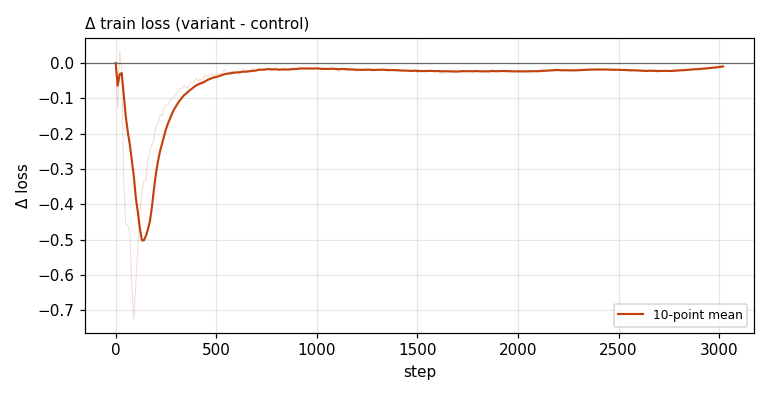 Δ train loss (variant - control)
0.0
−0.1
−0.2
−0.3
−0.4
−0.5
−0.6
−0.7
Δ loss
10-point mean
0 500 1000 1500 2000 2500 3000
step